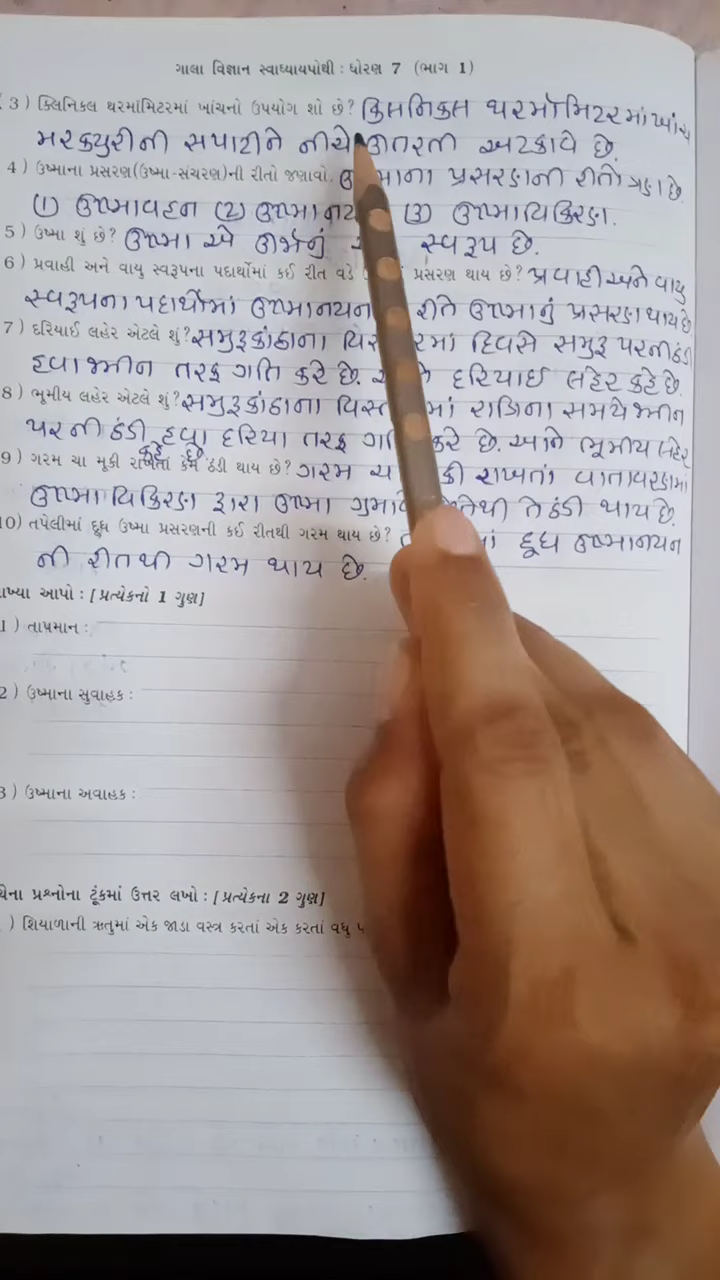 ગાલા વિજ્ઞાન સ્વાધ્યાયપોથી : ધોરણ 7 (ભાગ 1)
3) ક્લિનિકલ થરમૉમિટરમાં ખાંચનો ઉપયોગ શો છે? ક્લિનિકલ થરમૉમિટરમાં ખાંચ
મરક્યુરીની સપાટીને નીચે ઊતરતી અટકાવે છે.
4) ઉષ્માના પ્રસરણ(ઉષ્મા-સંચરણ)ની રીતો જણાવો. ઉષ્માના પ્રસરણની રીતો ત્રણ છે.
(1) ઉષ્માવહન (2) ઉષ્માનય (3) ઉષ્માવિકિરણ.
5) ઉષ્મા શું છે? ઉષ્મા એ ઊર્જાનું સ્વરૂપ છે.
6) પ્રવાહી અને વાયુ સ્વરૂપના પદાર્થોમાં કઈ રીત વડે પ્રસરણ થાય છે? પ્રવાહી અને વાયુ
સ્વરૂપના પદાર્થોમાં ઉષ્માનયન રીતે ઉષ્માનું પ્રસરણ થાય છે
7) દરિયાઈ લહેર એટલે શું? સમુદ્રકાંઠાના વિસ્તારમાં દિવસે સમુદ્ર પરની ઠંડી
હવા જમીન તરફ ગતિ કરે છે. દરિયાઈ લહેર કહે છે.
8) ભૂમીય લહેર એટલે શું? સમુદ્રકાંઠાના વિસ્તારમાં રાત્રિના સમયે જમીન
પરની ઠંડી હવા દરિયા તરફ ગતિ કરે છે. આને ભૂમીય લહેર
કહે છે
9) ગરમ ચા મૂકી રાખતાં કેમ ઠંડી થાય છે? ગરમ ચા મૂકી રાખતાં વાતાવરણમાં
ઉષ્માવિકિરણ દ્વારા ઉષ્મા ગુમાવે તેથી તે ઠંડી થાય છે.
10) તપેલીમાં દૂધ ઉષ્મા પ્રસરણની કઈ રીતથી ગરમ થાય છે? દૂધ ઉષ્માનયન
ની રીતથી ગરમ થાય છે.
ાખ્યા આપો : [પ્રત્યેકનો 1 ગુણ]
1) તાપમાન :
2) ઉષ્માના સુવાહક :
3) ઉષ્માના અવાહક :
ચેના પ્રશ્નોના ટૂંકમાં ઉત્તર લખો : [પ્રત્યેકના 2 ગુણ]
) શિયાળાની ઋતુમાં એક જાડા વસ્ત્ર કરતાં એક કરતાં વધુ પ